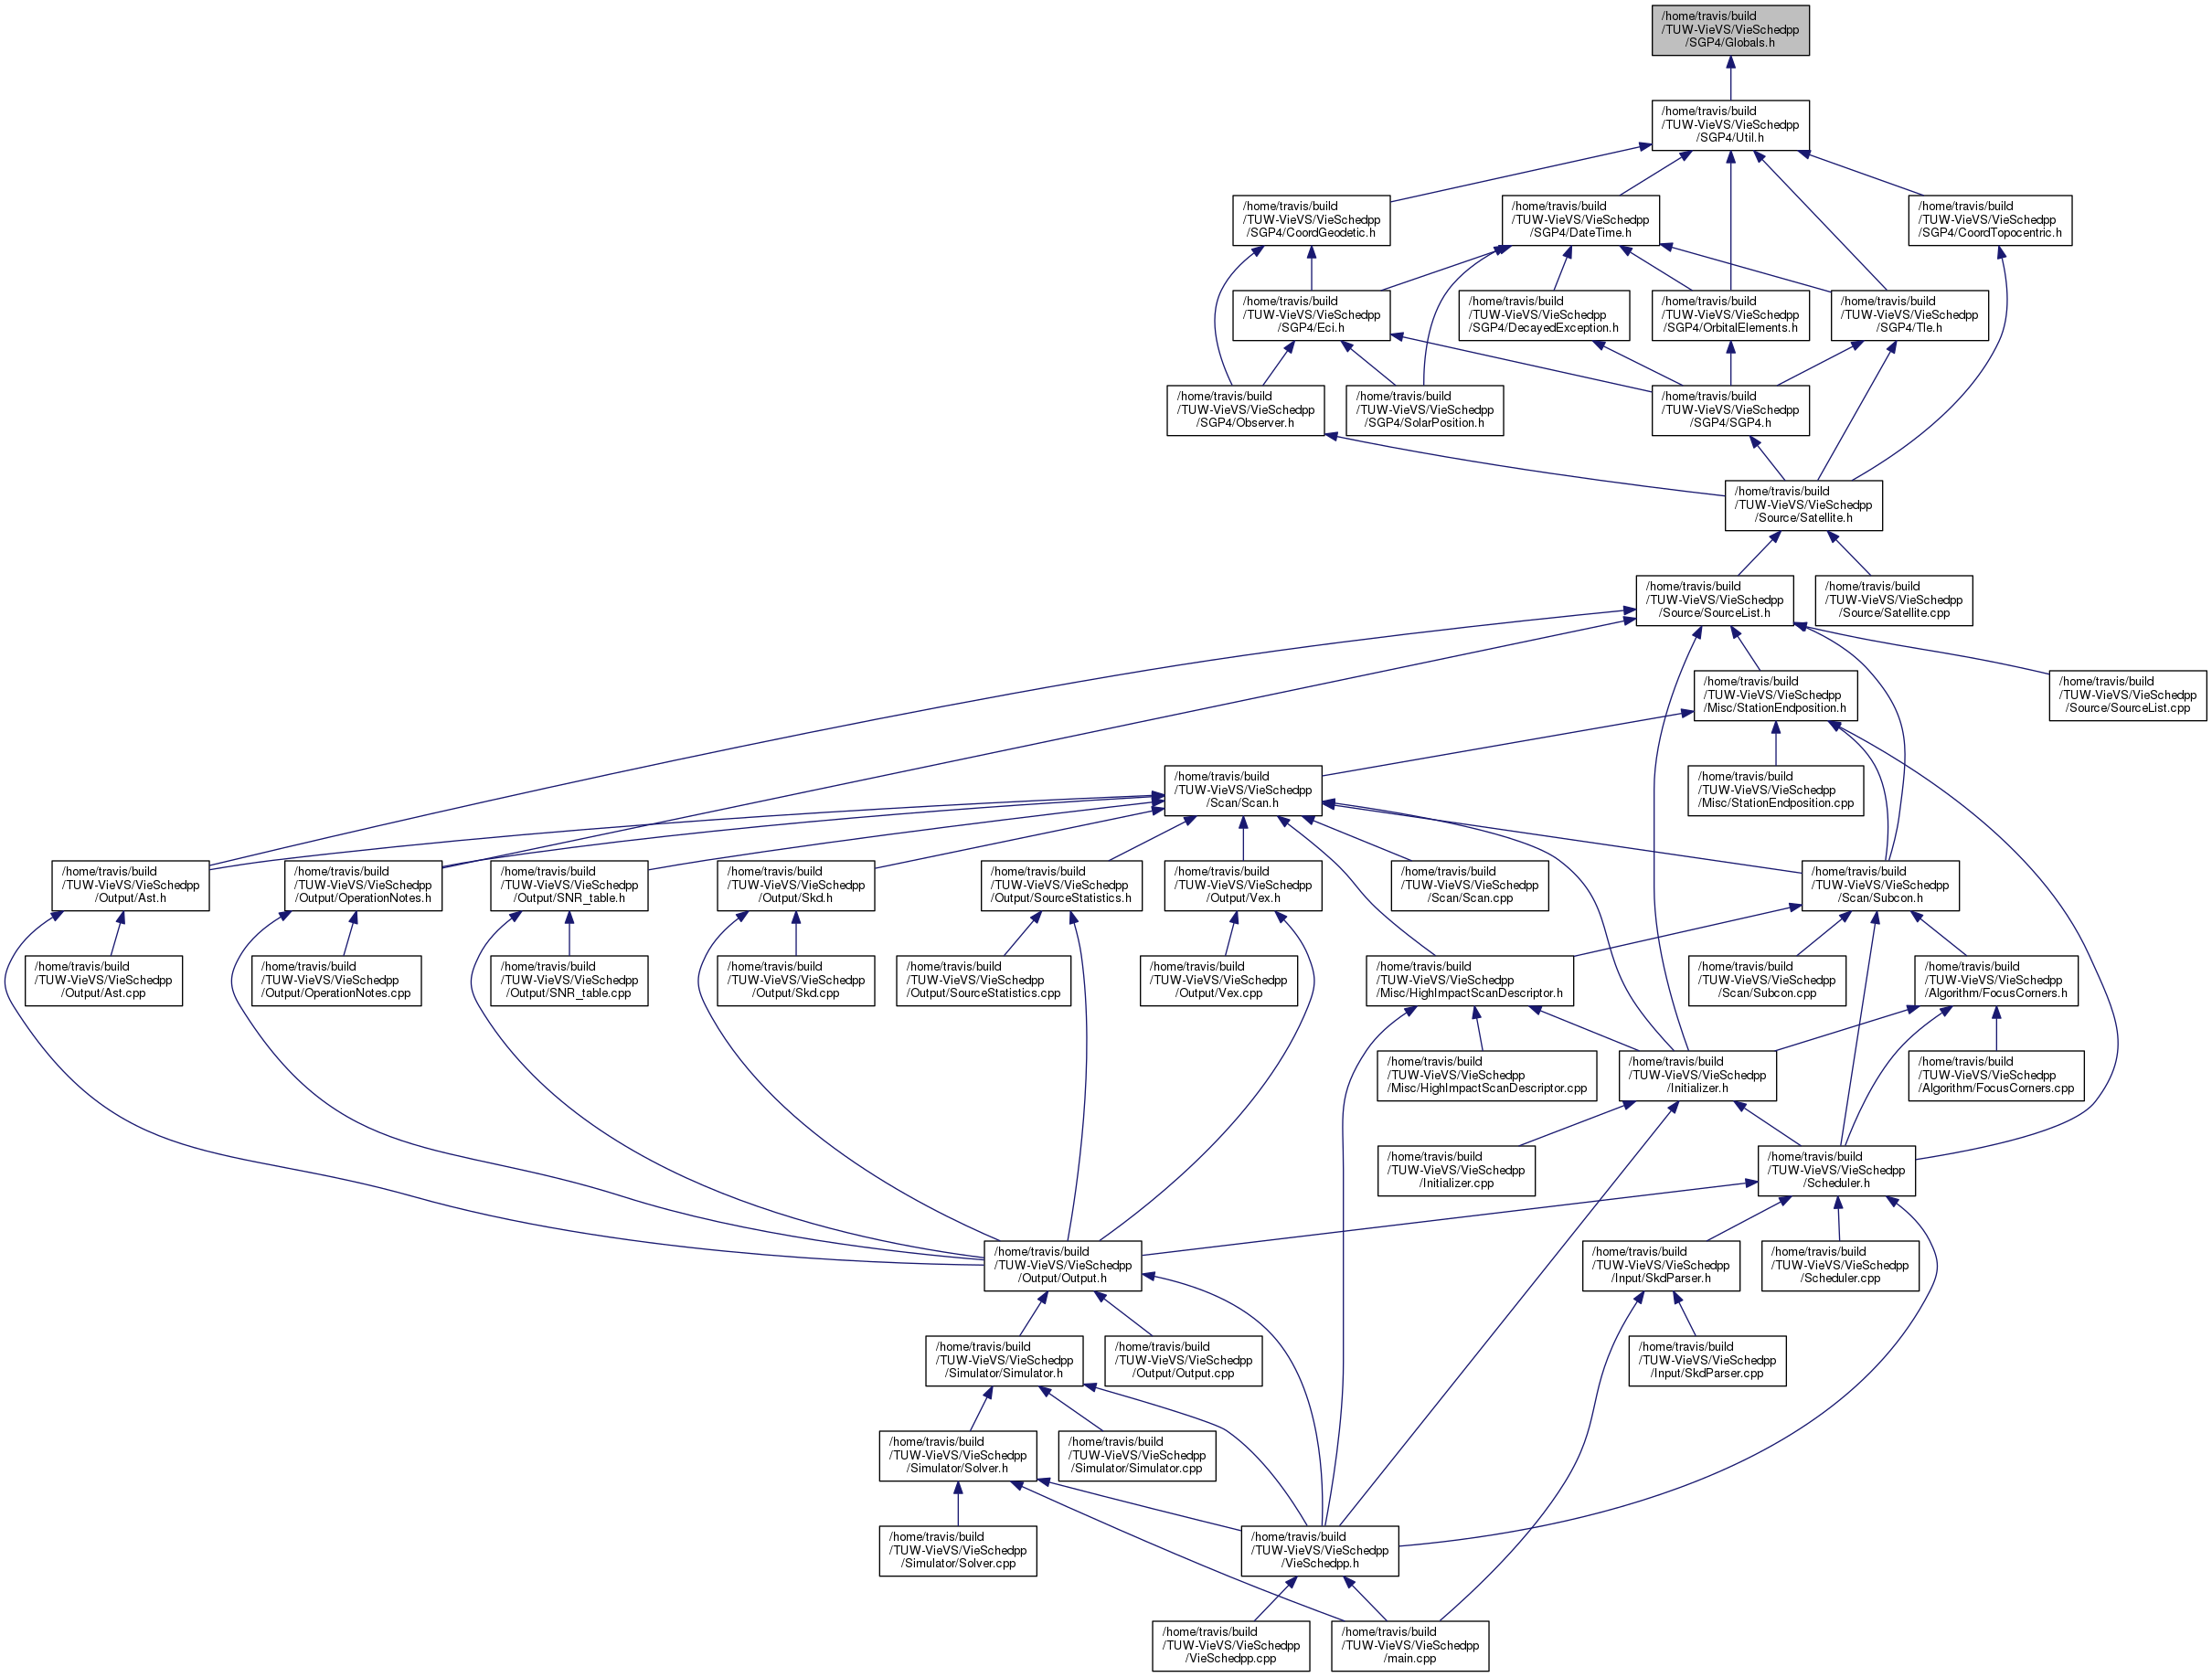 /home/travis/build
/TUW-VieVS/VieSchedpp
/SGP4/Globals.h
/home/travis/build
/TUW-VieVS/VieSchedpp
/SGP4/Util.h
/home/travis/build
/TUW-VieVS/VieSchedpp
/SGP4/CoordGeodetic.h
/home/travis/build
/TUW-VieVS/VieSchedpp
/SGP4/DateTime.h
/home/travis/build
/TUW-VieVS/VieSchedpp
/SGP4/CoordTopocentric.h
/home/travis/build
/TUW-VieVS/VieSchedpp
/SGP4/Eci.h
/home/travis/build
/TUW-VieVS/VieSchedpp
/SGP4/DecayedException.h
/home/travis/build
/TUW-VieVS/VieSchedpp
/SGP4/OrbitalElements.h
/home/travis/build
/TUW-VieVS/VieSchedpp
/SGP4/Tle.h
/home/travis/build
/TUW-VieVS/VieSchedpp
/SGP4/Observer.h
/home/travis/build
/TUW-VieVS/VieSchedpp
/SGP4/SolarPosition.h
/home/travis/build
/TUW-VieVS/VieSchedpp
/SGP4/SGP4.h
/home/travis/build
/TUW-VieVS/VieSchedpp
/Source/Satellite.h
/home/travis/build
/TUW-VieVS/VieSchedpp
/Source/SourceList.h
/home/travis/build
/TUW-VieVS/VieSchedpp
/Source/Satellite.cpp
/home/travis/build
/TUW-VieVS/VieSchedpp
/Misc/StationEndposition.h
/home/travis/build
/TUW-VieVS/VieSchedpp
/Source/SourceList.cpp
/home/travis/build
/TUW-VieVS/VieSchedpp
/Scan/Scan.h
/home/travis/build
/TUW-VieVS/VieSchedpp
/Misc/StationEndposition.cpp
/home/travis/build
/TUW-VieVS/VieSchedpp
/Output/Ast.h
/home/travis/build
/TUW-VieVS/VieSchedpp
/Output/OperationNotes.h
/home/travis/build
/TUW-VieVS/VieSchedpp
/Output/SNR_table.h
/home/travis/build
/TUW-VieVS/VieSchedpp
/Output/Skd.h
/home/travis/build
/TUW-VieVS/VieSchedpp
/Output/SourceStatistics.h
/home/travis/build
/TUW-VieVS/VieSchedpp
/Output/Vex.h
/home/travis/build
/TUW-VieVS/VieSchedpp
/Scan/Scan.cpp
/home/travis/build
/TUW-VieVS/VieSchedpp
/Scan/Subcon.h
/home/travis/build
/TUW-VieVS/VieSchedpp
/Output/Ast.cpp
/home/travis/build
/TUW-VieVS/VieSchedpp
/Output/OperationNotes.cpp
/home/travis/build
/TUW-VieVS/VieSchedpp
/Output/SNR_table.cpp
/home/travis/build
/TUW-VieVS/VieSchedpp
/Output/Skd.cpp
/home/travis/build
/TUW-VieVS/VieSchedpp
/Output/SourceStatistics.cpp
/home/travis/build
/TUW-VieVS/VieSchedpp
/Output/Vex.cpp
/home/travis/build
/TUW-VieVS/VieSchedpp
/Misc/HighImpactScanDescriptor.h
/home/travis/build
/TUW-VieVS/VieSchedpp
/Scan/Subcon.cpp
/home/travis/build
/TUW-VieVS/VieSchedpp
/Algorithm/FocusCorners.h
/home/travis/build
/TUW-VieVS/VieSchedpp
/Misc/HighImpactScanDescriptor.cpp
/home/travis/build
/TUW-VieVS/VieSchedpp
/Initializer.h
/home/travis/build
/TUW-VieVS/VieSchedpp
/Algorithm/FocusCorners.cpp
/home/travis/build
/TUW-VieVS/VieSchedpp
/Initializer.cpp
/home/travis/build
/TUW-VieVS/VieSchedpp
/Scheduler.h
/home/travis/build
/TUW-VieVS/VieSchedpp
/Output/Output.h
/home/travis/build
/TUW-VieVS/VieSchedpp
/Input/SkdParser.h
/home/travis/build
/TUW-VieVS/VieSchedpp
/Scheduler.cpp
/home/travis/build
/TUW-VieVS/VieSchedpp
/Simulator/Simulator.h
/home/travis/build
/TUW-VieVS/VieSchedpp
/Output/Output.cpp
/home/travis/build
/TUW-VieVS/VieSchedpp
/Input/SkdParser.cpp
/home/travis/build
/TUW-VieVS/VieSchedpp
/Simulator/Solver.h
/home/travis/build
/TUW-VieVS/VieSchedpp
/Simulator/Simulator.cpp
/home/travis/build
/TUW-VieVS/VieSchedpp
/Simulator/Solver.cpp
/home/travis/build
/TUW-VieVS/VieSchedpp
/VieSchedpp.h
/home/travis/build
/TUW-VieVS/VieSchedpp
/VieSchedpp.cpp
/home/travis/build
/TUW-VieVS/VieSchedpp
/main.cpp